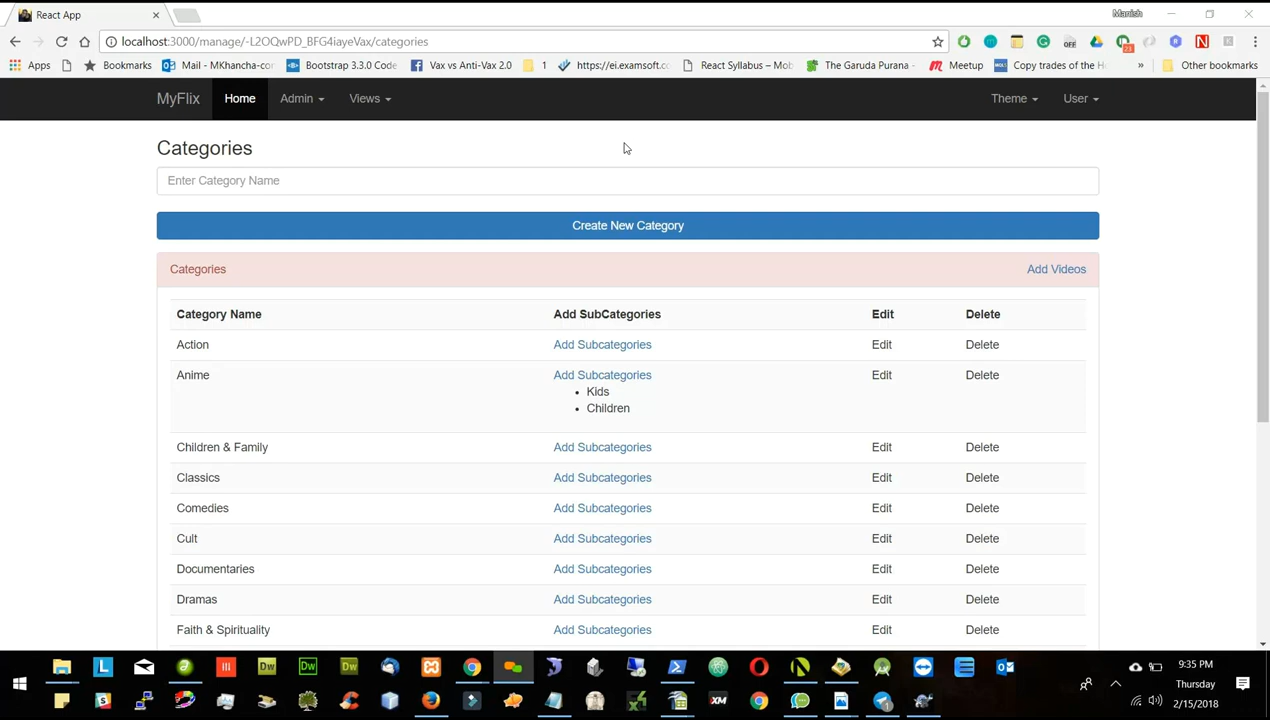 React App
Manish
localhost:3000/manage/-L2OQwPD_BFG4iayeVax/categories
OFF
23
Apps Bookmarks Mail - MKhancha-con Bootstrap 3.3.0 Code Vax vs Anti-Vax 2.0 1 https://ei.examsoft.c React Syllabus – Mob The Garuda Purana - Meetup Copy trades of the H » Other bookmarks
MyFlix Home Admin Views Theme User
Categories
Enter Category Name
Create New Category
Categories Add Videos
Category Name Add SubCategories Edit Delete
Action Add Subcategories Edit Delete
Anime Add Subcategories Edit Delete
• Kids
• Children
Children & Family Add Subcategories Edit Delete
Classics Add Subcategories Edit Delete
Comedies Add Subcategories Edit Delete
Cult Add Subcategories Edit Delete
Documentaries Add Subcategories Edit Delete
Dramas Add Subcategories Edit Delete
Faith & Spirituality Add Subcategories Edit Delete
9:35 PM
Thursday
2/15/2018